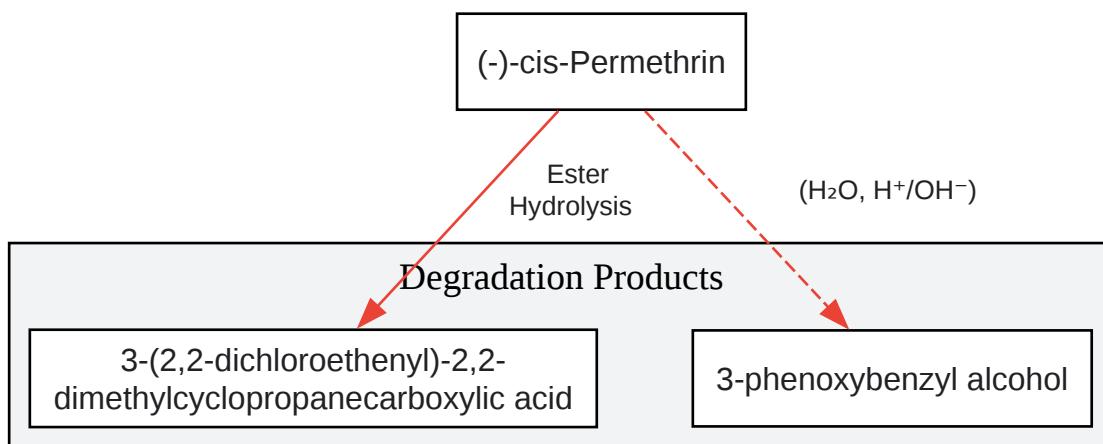 (-)-cis-Permethrin
Ester
Hydrolysis
(H₂O, H⁺/OH⁻)
Degradation Products
3-(2,2-dichloroethenyl)-2,2-
dimethylcyclopropanecarboxylic acid
3-phenoxybenzyl alcohol